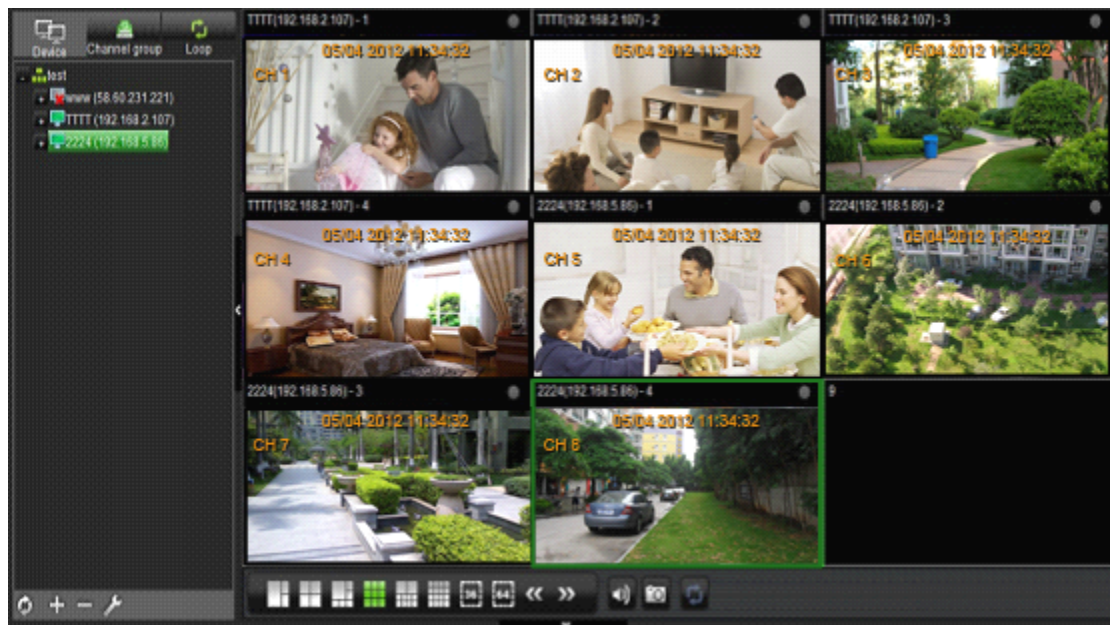 Device Channel group Loop
test
www (58.60.231.221)
TTTT (192.168.2.107)
2224 (192.168.5.86)
TTTT(192.168.2.107) - 1
TTTT(192.168.2.107) - 2
TTTT(192.168.2.107) - 3
05/04 2012 11:34:32
CH 1
05/04 2012 11:34:32
CH 2
05/04 2012 11:34:32
CH 3
TTTT(192.168.2.107) - 4
2224(192.168.5.86) - 1
2224(192.168.5.86) - 2
05/04 2012 11:34:32
CH 4
05/04 2012 11:34:32
CH 5
05/04 2012 11:34:32
CH 6
2224(192.168.5.86) - 3
2224(192.168.5.86) - 4
9
05/04 2012 11:34:32
CH 7
05/04 2012 11:34:32
CH 8
36
64